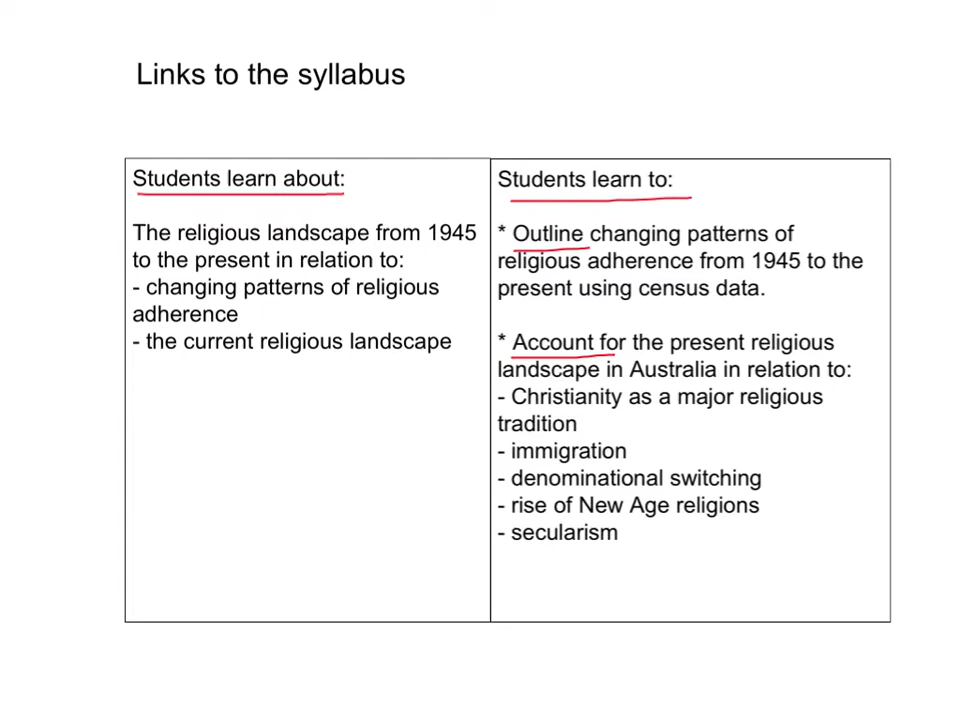 Links to the syllabus
Students learn about:
The religious landscape from 1945
to the present in relation to:
- changing patterns of religious
adherence
- the current religious landscape
Students learn to:
* Outline changing patterns of
religious adherence from 1945 to the
present using census data.
* Account for the present religious
landscape in Australia in relation to:
- Christianity as a major religious
tradition
- immigration
- denominational switching
- rise of New Age religions
- secularism